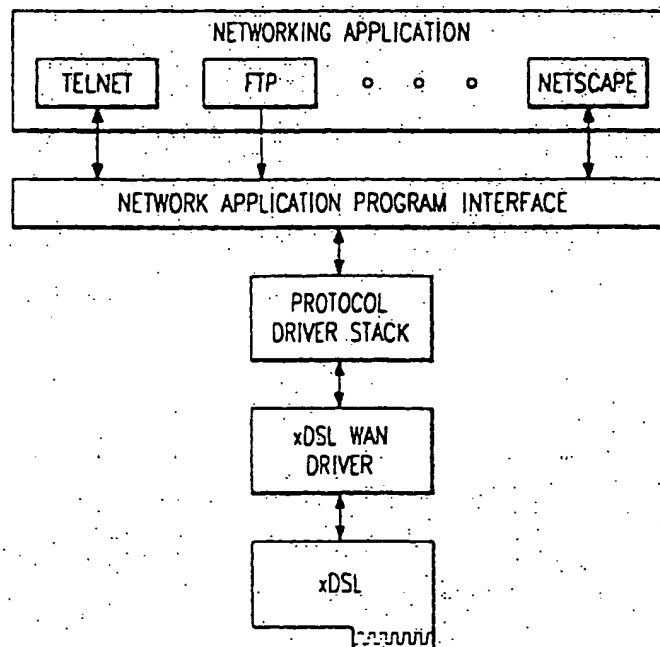 NETWORKING APPLICATION
TELNET
FTP
NETSCAPE
NETWORK APPLICATION PROGRAM INTERFACE
PROTOCOL
DRIVER STACK
xDSL WAN
DRIVER
xDSL